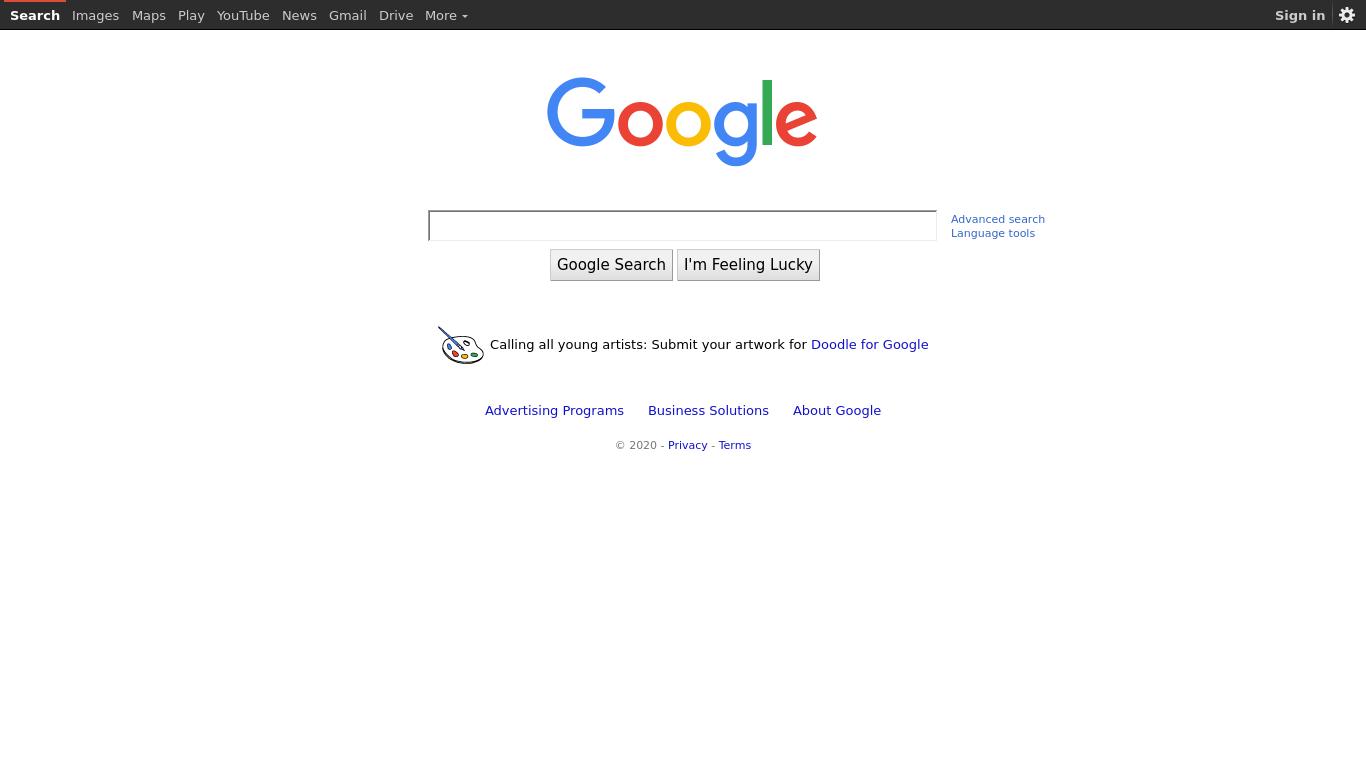 Search Images Maps Play YouTube News Gmail Drive More Sign in
Google
Advanced search
Language tools
Google Search I'm Feeling Lucky
Calling all young artists: Submit your artwork for Doodle for Google
Advertising Programs Business Solutions About Google
© 2020 - Privacy - Terms